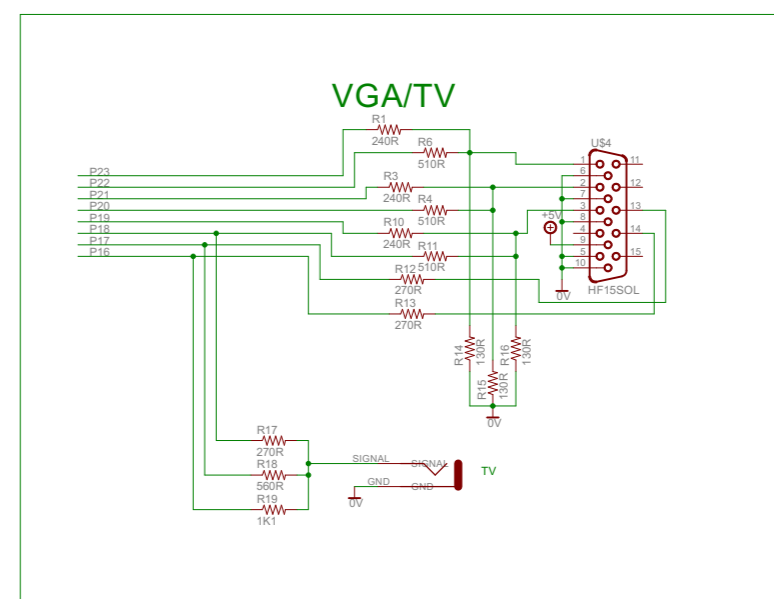 VGA/TV
R1
240R
R6
510R
R3
240R
R4
510R
R10
240R
R11
510R
R12
270R
R13
270R
P23
P22
P21
P20
P19
P18
P17
P16
U$4
1
6
2
7
3
8
4
9
5
10
11
12
13
14
15
+5V
0V
HF15SOL
R14
130R
R15
130R
R16
130R
0V
R17
270R
R18
560R
R19
1K1
SIGNAL
SIGNAL
GND
GND
0V
TV